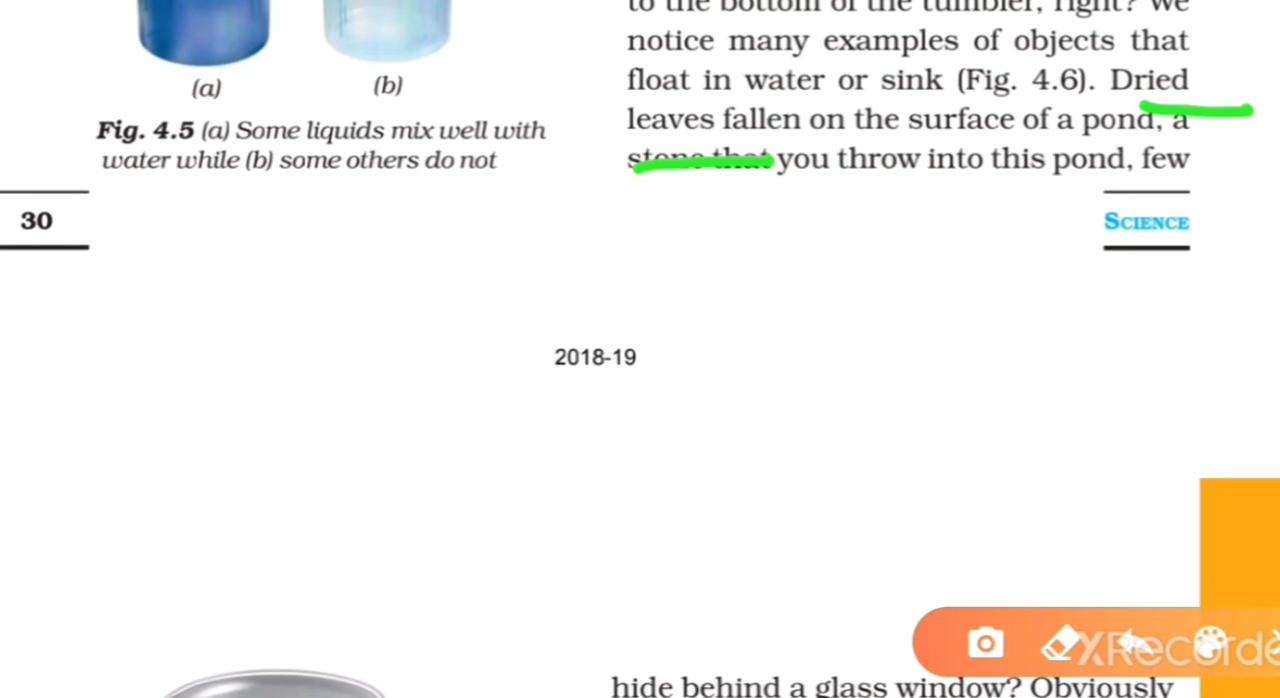 to the bottom of the tumbler, right? We
notice many examples of objects that
float in water or sink (Fig. 4.6). Dried
leaves fallen on the surface of a pond, a
stone that you throw into this pond, few
(a)
(b)
Fig. 4.5 (a) Some liquids mix well with
water while (b) some others do not
30
SCIENCE
2018-19
hide behind a glass window? Obviously
XRecorde